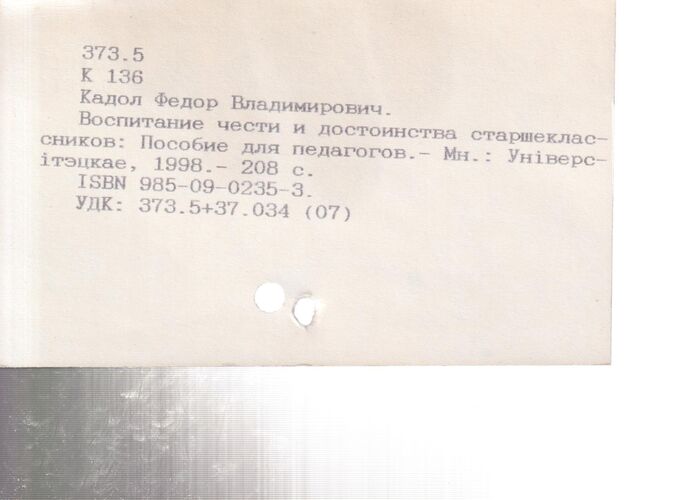 373.5
К 136
Кадол Федор Владимирович.
Воспитание чести и достоинства старшеклас-
сников: Пособие для педагогов.- Мн.: Універс-
ітэцкае, 1998.- 208 с.
ISBN 985-09-0235-3.
УДК: 373.5+37.034 (07)